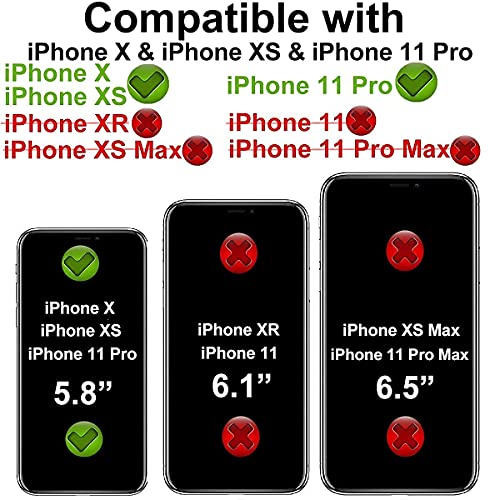 Compatible with
iPhone X & iPhone XS & iPhone 11 Pro
iPhone X
iPhone XS
iPhone 11 Pro
iPhone XR
iPhone XS Max
iPhone 11
iPhone 11 Pro Max
iPhone X
iPhone XS
iPhone 11 Pro
5.8”
iPhone XR
iPhone 11
6.1”
iPhone XS Max
iPhone 11 Pro Max
6.5”